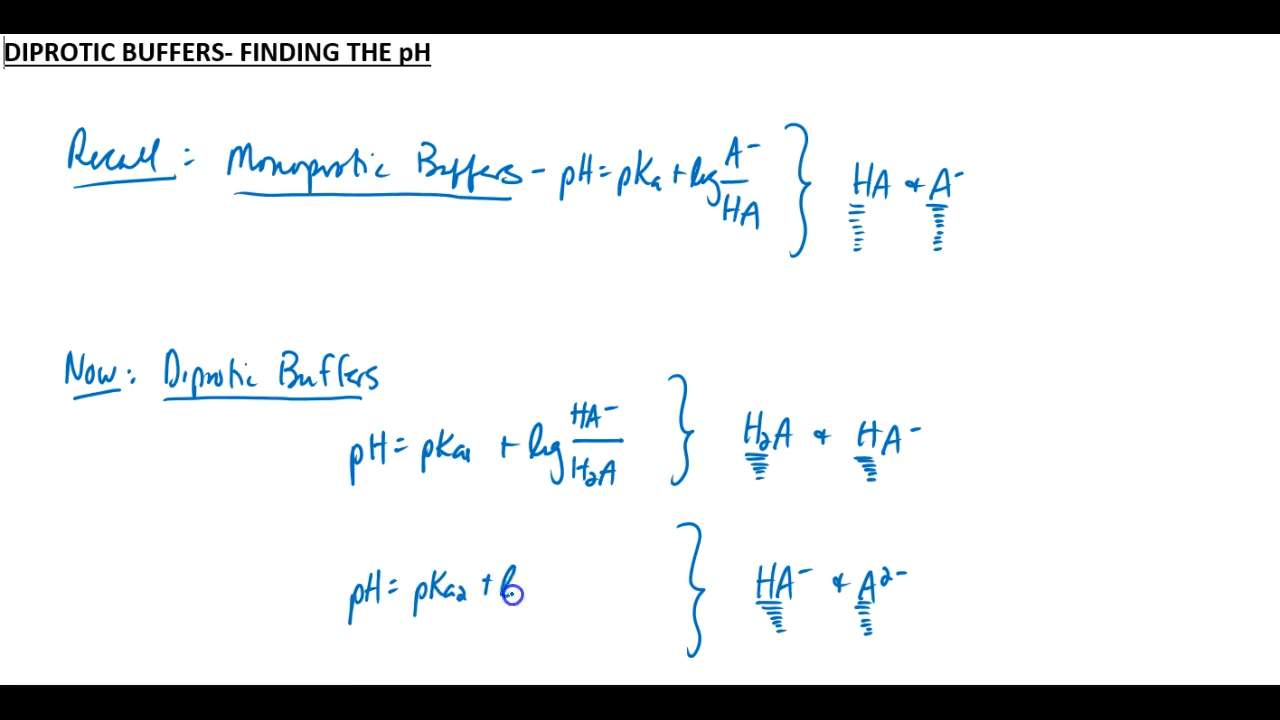 DIPROTIC BUFFERS- FINDING THE pH
Recall: Monoprotic Buffers - pH = pKa + log A⁻/HA } HA & A⁻
Now: Diprotic Buffers
pH = pKa1 + log HA⁻/H₂A } H₂A & HA⁻
pH = pKa2 + l } HA⁻ & A²⁻